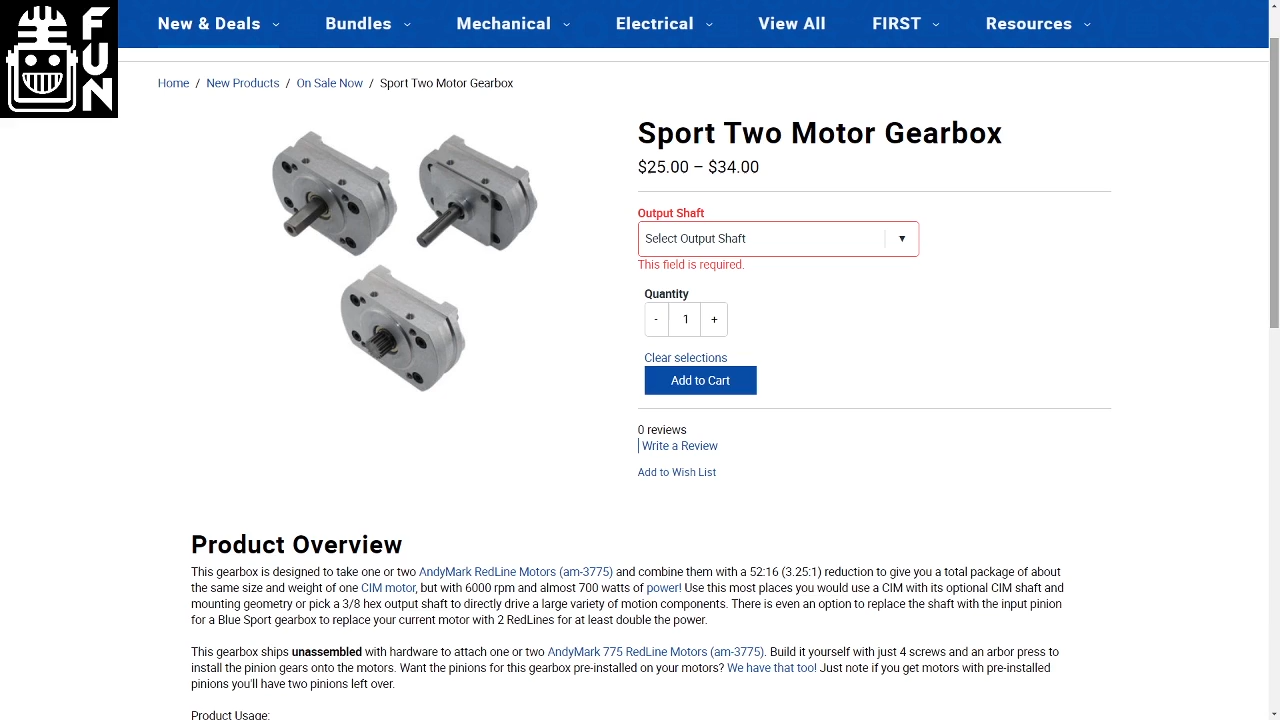 FUN
New & Deals Bundles Mechanical Electrical View All FIRST Resources
Home / New Products / On Sale Now / Sport Two Motor Gearbox
Sport Two Motor Gearbox
$25.00 – $34.00
Output Shaft
Select Output Shaft
This field is required.
Quantity
- 1 +
Clear selections
Add to Cart
0 reviews
Write a Review
Add to Wish List
Product Overview
This gearbox is designed to take one or two AndyMark RedLine Motors (am-3775) and combine them with a 52:16 (3.25:1) reduction to give you a total package of about
the same size and weight of one CIM motor, but with 6000 rpm and almost 700 watts of power! Use this most places you would use a CIM with its optional CIM shaft and
mounting geometry or pick a 3/8 hex output shaft to directly drive a large variety of motion components. There is even an option to replace the shaft with the input pinion
for a Blue Sport gearbox to replace your current motor with 2 RedLines for at least double the power.
This gearbox ships unassembled with hardware to attach one or two AndyMark 775 RedLine Motors (am-3775). Build it yourself with just 4 screws and an arbor press to
install the pinion gears onto the motors. Want the pinions for this gearbox pre-installed on your motors? We have that too! Just note if you get motors with pre-installed
pinions you'll have two pinions left over.
Product Usage: